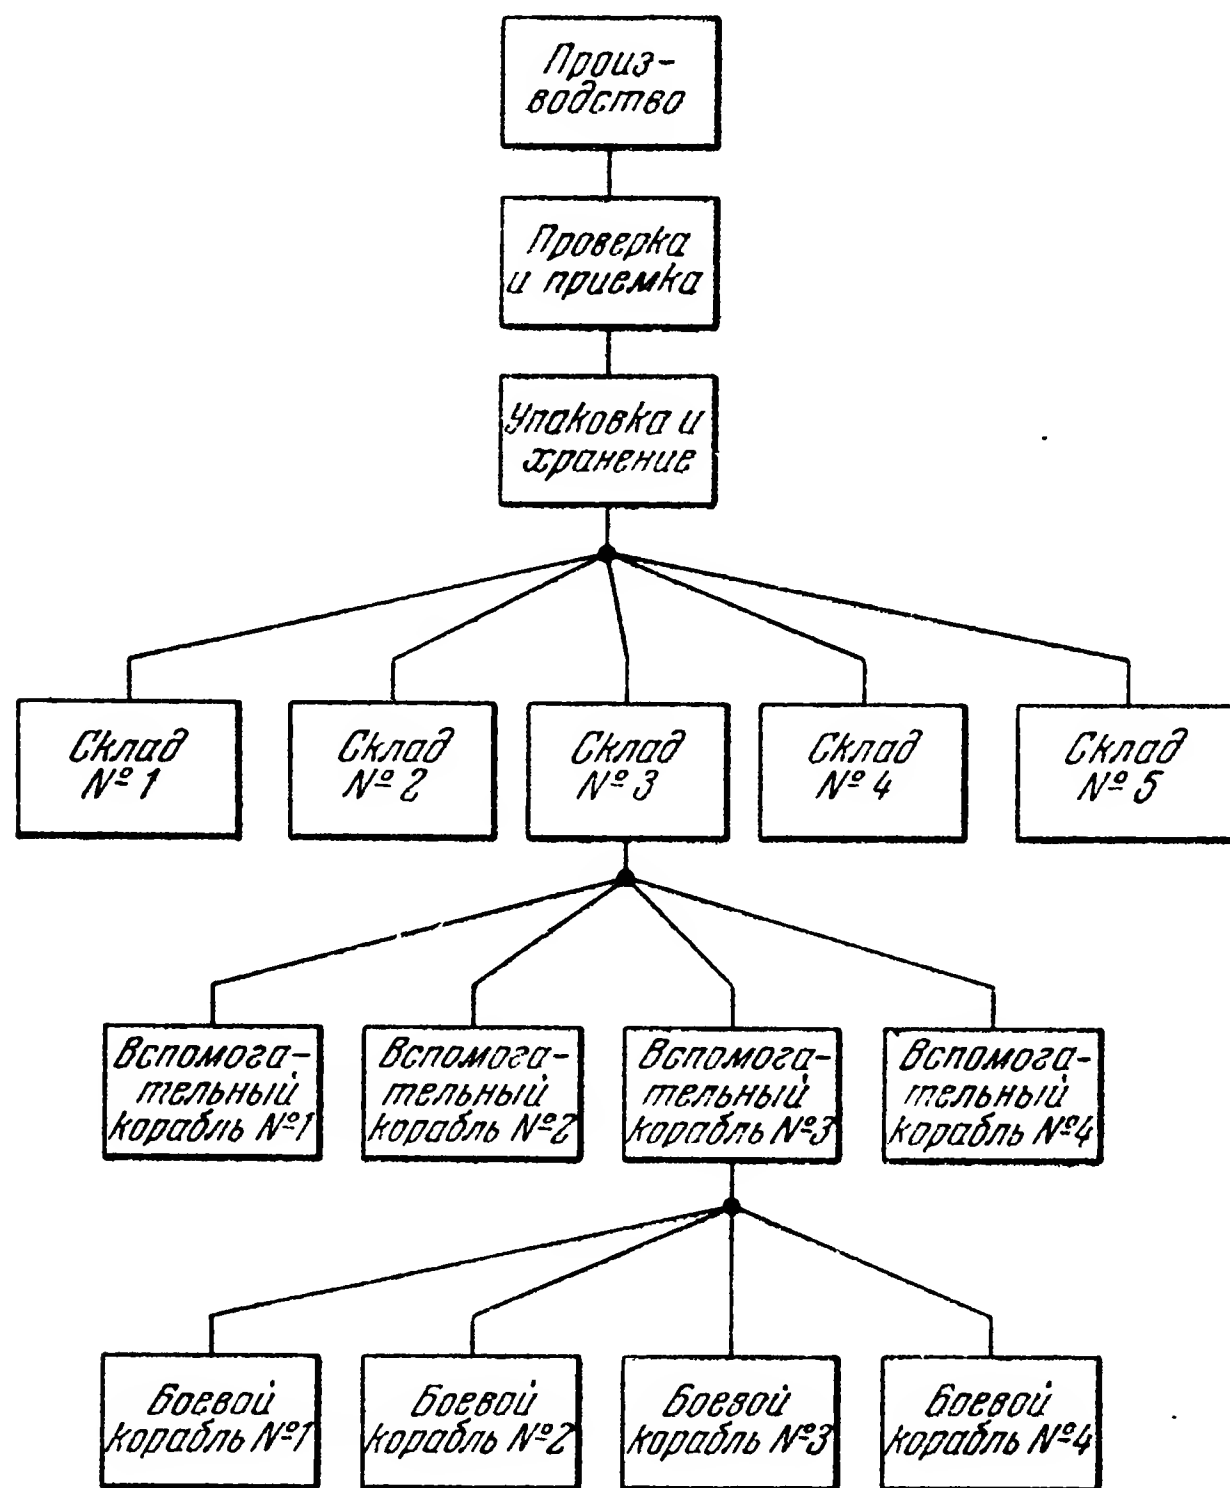 Произ-
водство
Проверка
и приемка
Упаковка и
хранение
Склад
№ 1
Склад
№ 2
Склад
№ 3
Склад
№ 4
Склад
№ 5
Вспомога-
тельный
корабль №1
Вспомога-
тельный
корабль №2
Вспомога-
тельный
корабль №3
Вспомога-
тельный
корабль №4
Боевой
корабль №1
Боевой
корабль №2
Боевой
корабль №3
Боевой
корабль №4